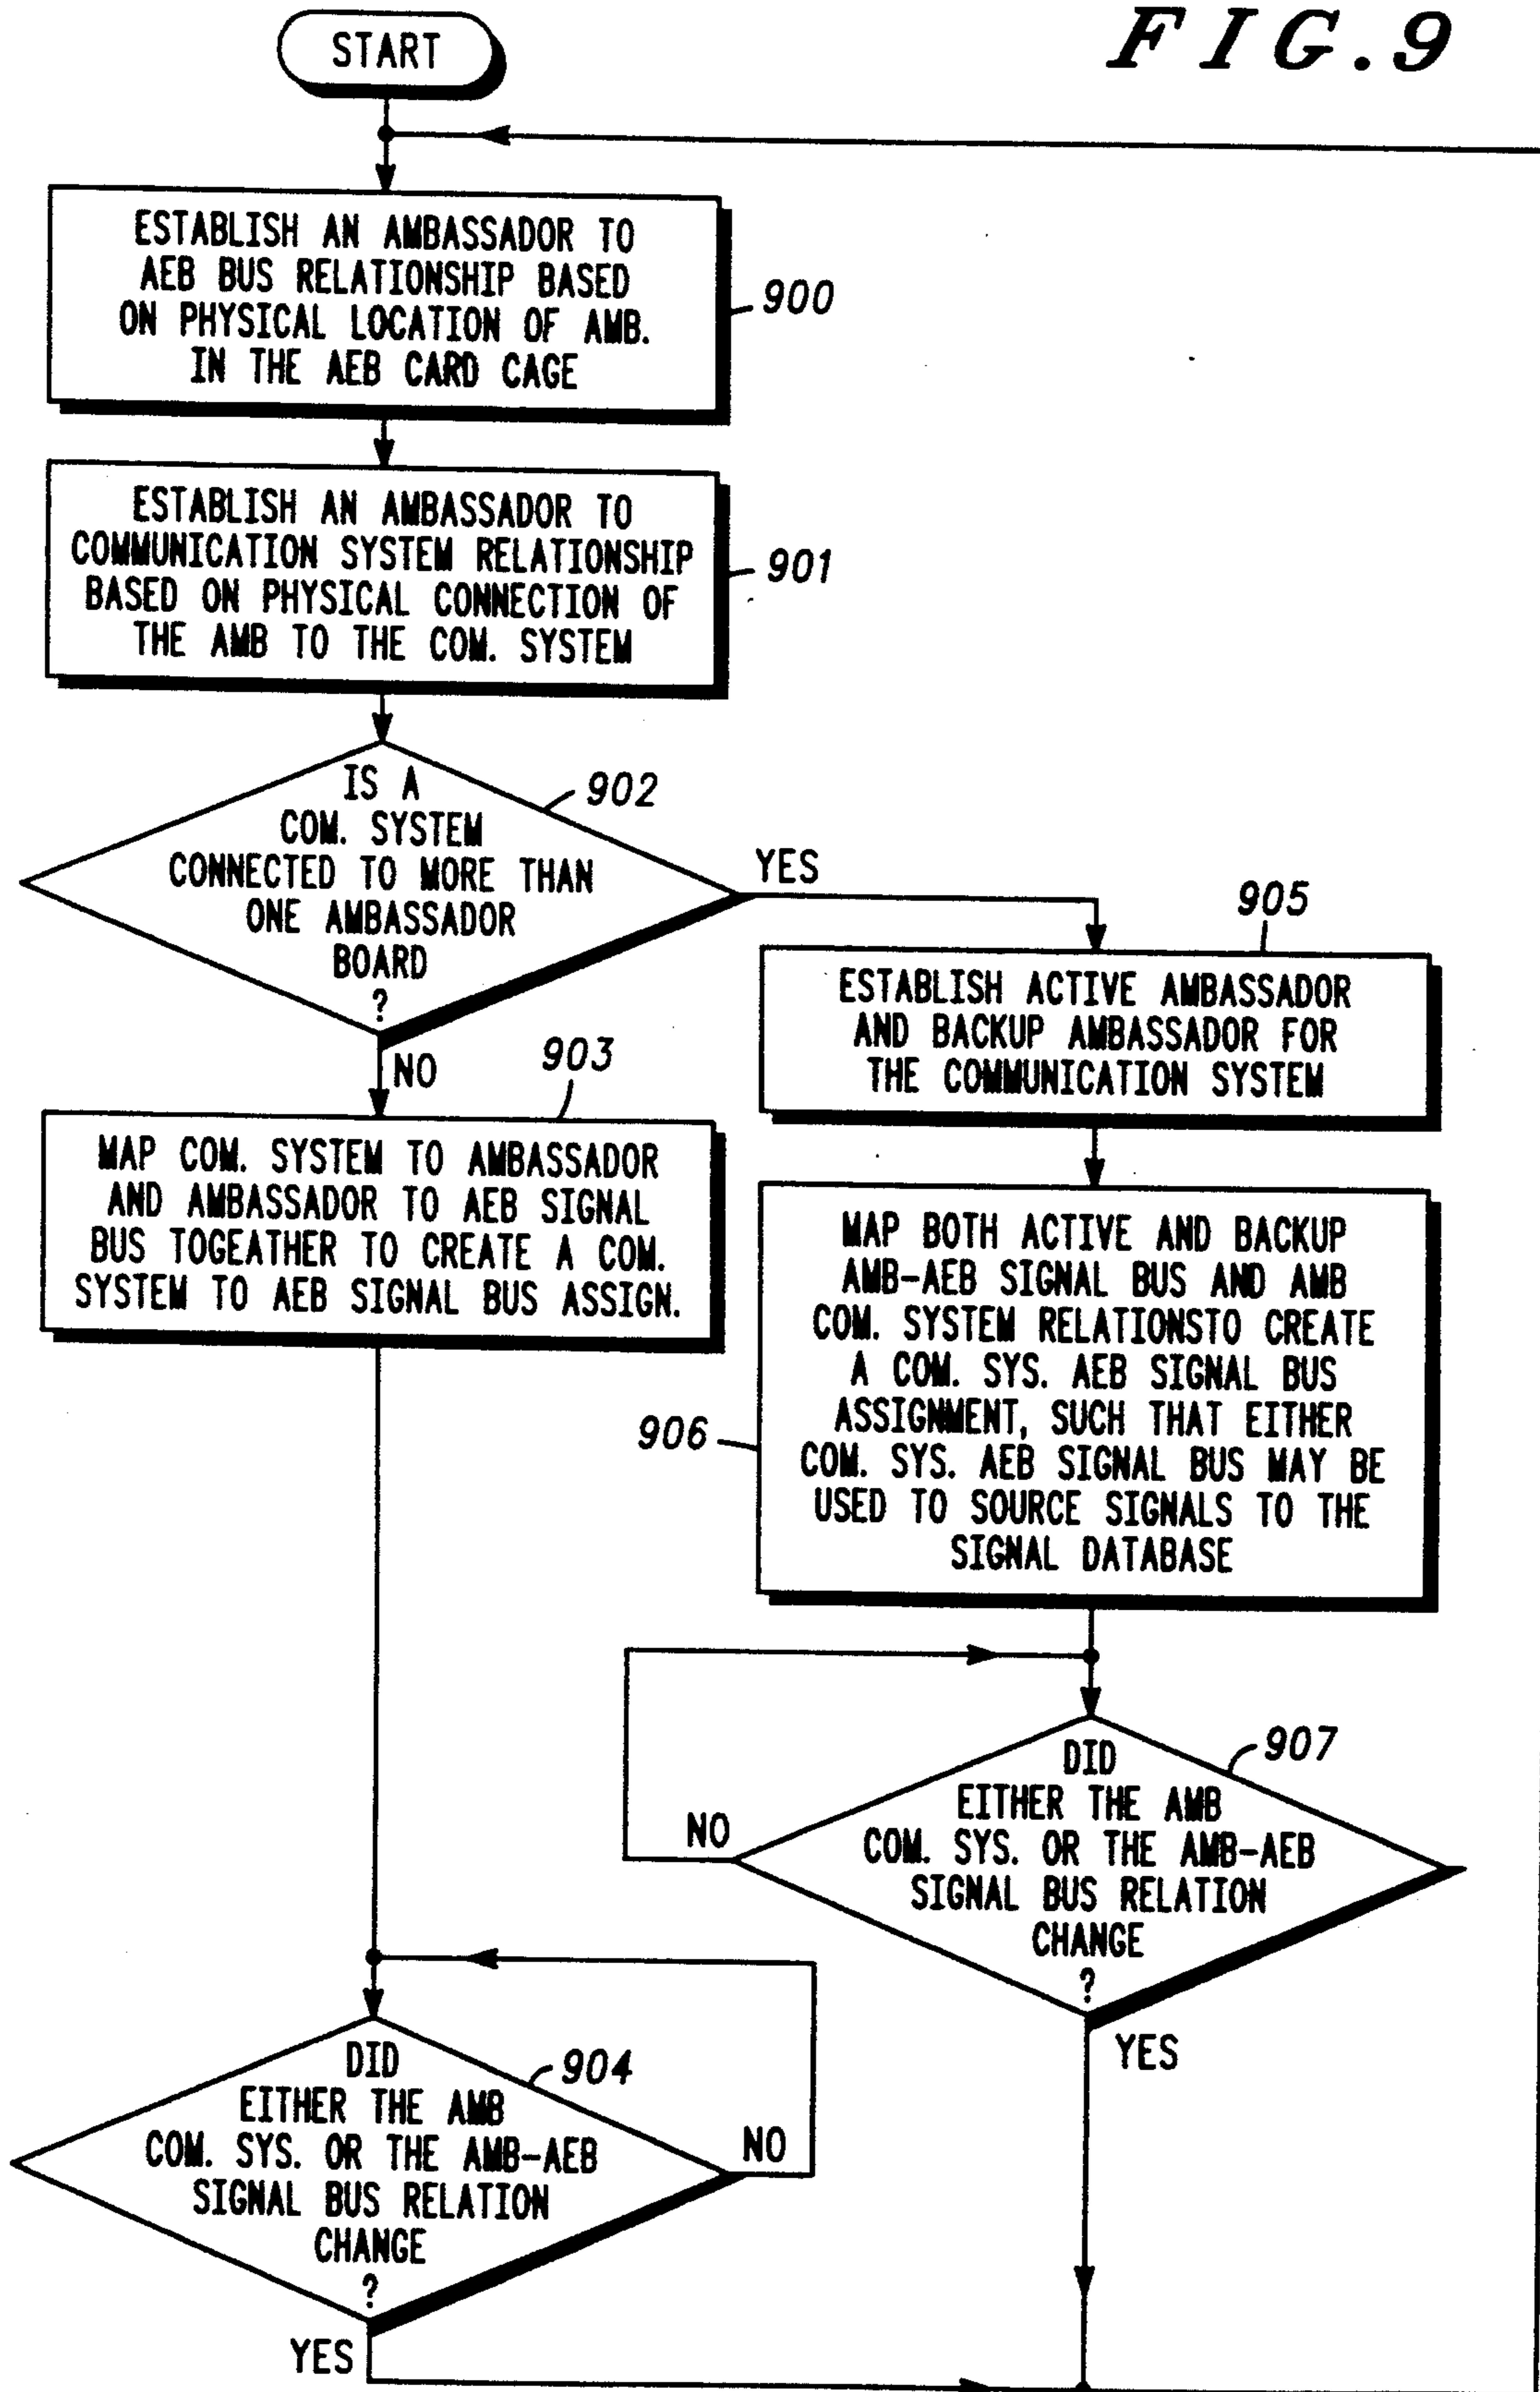 FIG.9
START
ESTABLISH AN AMBASSADOR TO
AEB BUS RELATIONSHIP BASED
ON PHYSICAL LOCATION OF AMB.
IN THE AEB CARD CAGE
900
ESTABLISH AN AMBASSADOR TO
COMMUNICATION SYSTEM RELATIONSHIP
BASED ON PHYSICAL CONNECTION OF
THE AMB TO THE COM. SYSTEM
901
IS A
COM. SYSTEM
CONNECTED TO MORE THAN
ONE AMBASSADOR
BOARD
?
902
YES
NO
903
MAP COM. SYSTEM TO AMBASSADOR
AND AMBASSADOR TO AEB SIGNAL
BUS TOGEATHER TO CREATE A COM.
SYSTEM TO AEB SIGNAL BUS ASSIGN.
905
ESTABLISH ACTIVE AMBASSADOR
AND BACKUP AMBASSADOR FOR
THE COMMUNICATION SYSTEM
MAP BOTH ACTIVE AND BACKUP
AMB-AEB SIGNAL BUS AND AMB
COM. SYSTEM RELATIONSTO CREATE
A COM. SYS. AEB SIGNAL BUS
ASSIGNMENT, SUCH THAT EITHER
COM. SYS. AEB SIGNAL BUS MAY BE
USED TO SOURCE SIGNALS TO THE
SIGNAL DATABASE
906
DID
EITHER THE AMB
COM. SYS. OR THE AMB-AEB
SIGNAL BUS RELATION
CHANGE
?
907
NO
YES
DID
EITHER THE AMB
COM. SYS. OR THE AMB-AEB
SIGNAL BUS RELATION
CHANGE
?
904
NO
YES